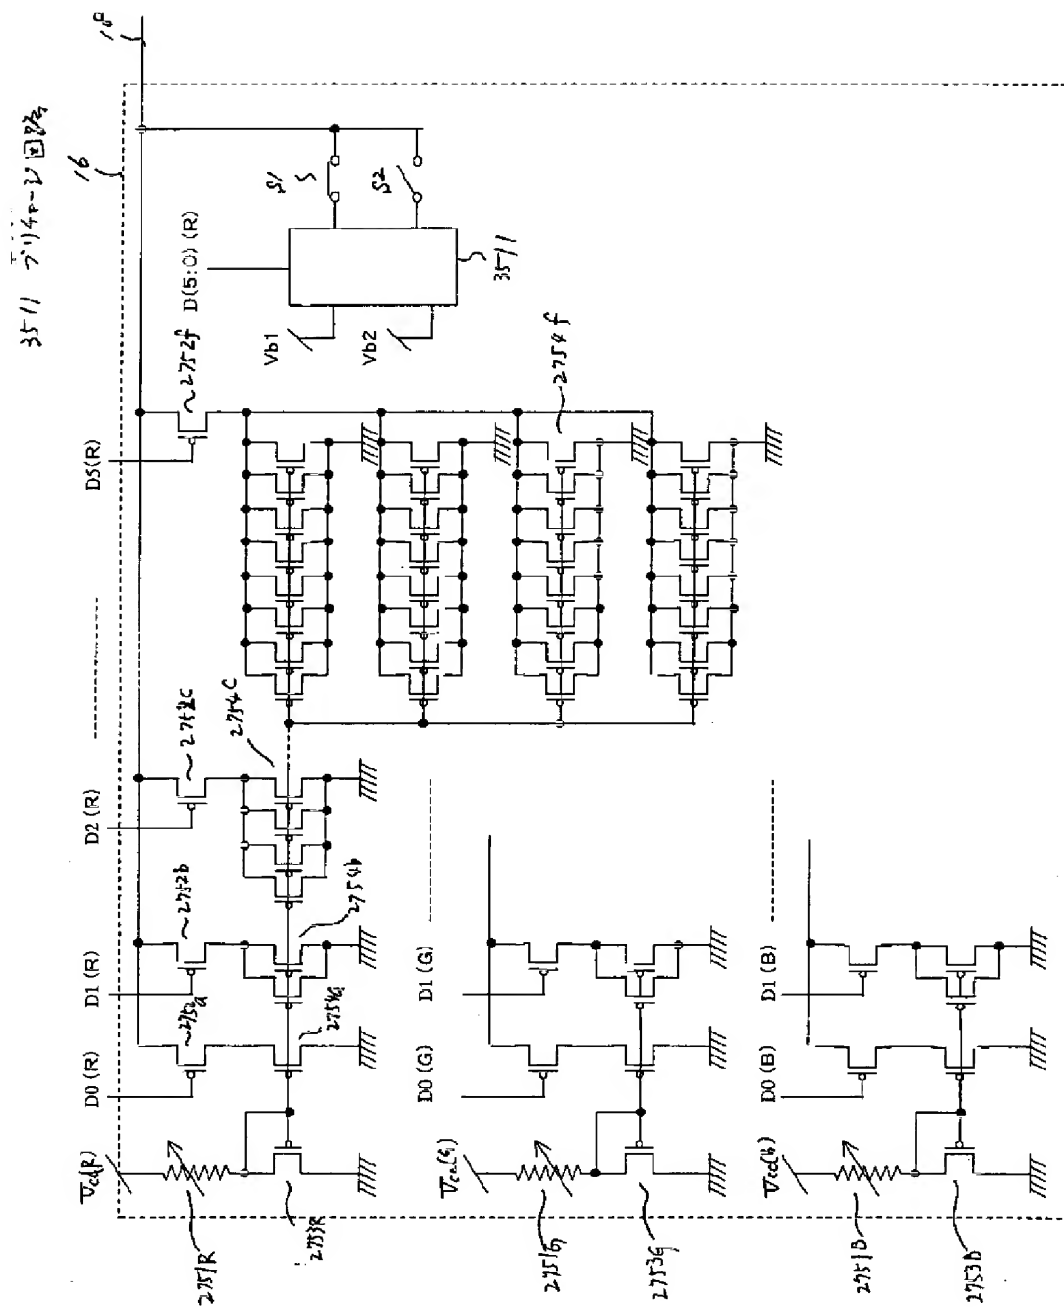 3511 プリチャージ回路
16
18
Vcc(R)
D0(R)
D1(R)
D2(R)
D5(R)
D(5:0)(R)
2751R
2753R
2752a
2754a
2752b
2754b
2752c
2754c
2752f
2754f
Vb1
Vb2
S1
S2
3511
Vcc(G)
D0(G)
D1(G)
2751G
2753G
Vcc(B)
D0(B)
D1(B)
2751B
2753B